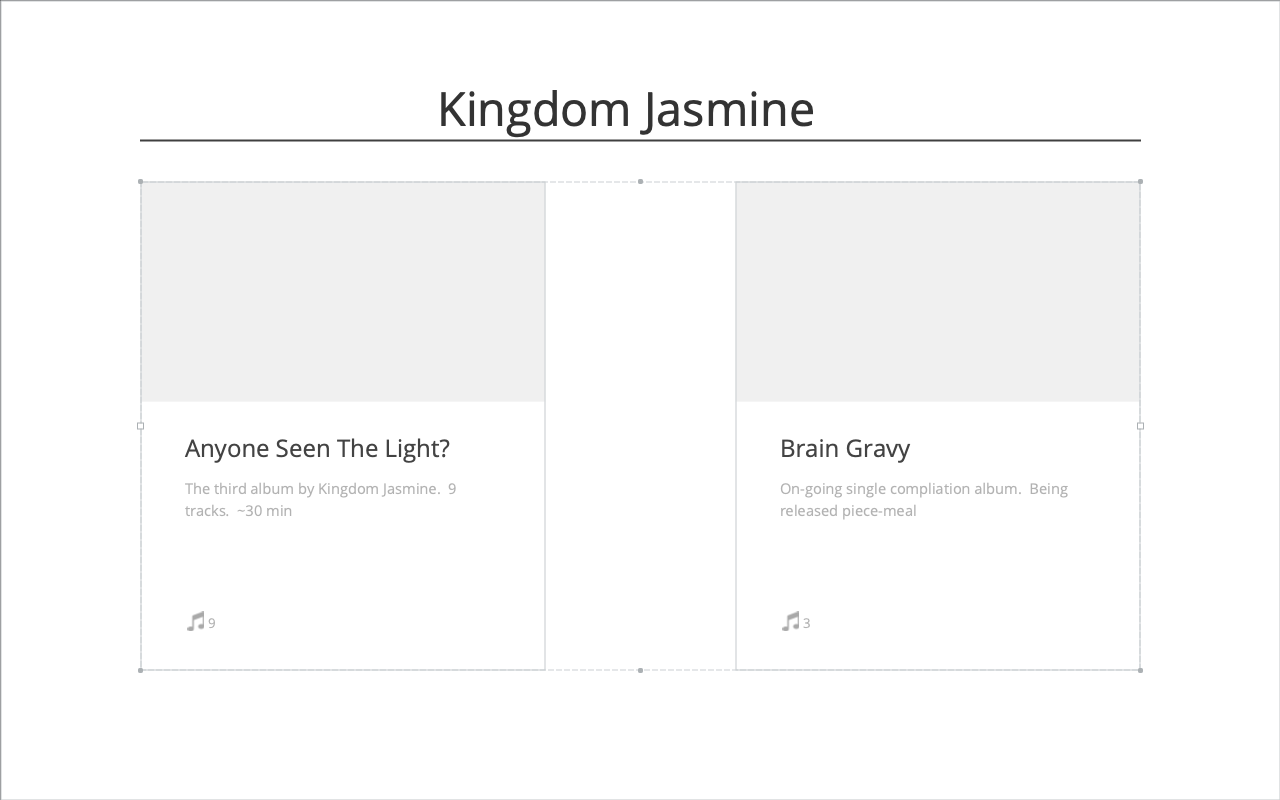 Kingdom Jasmine
Anyone Seen The Light?
The third album by Kingdom Jasmine.  9
tracks.  ~30 min
9
Brain Gravy
On-going single compliation album.  Being
released piece-meal
3